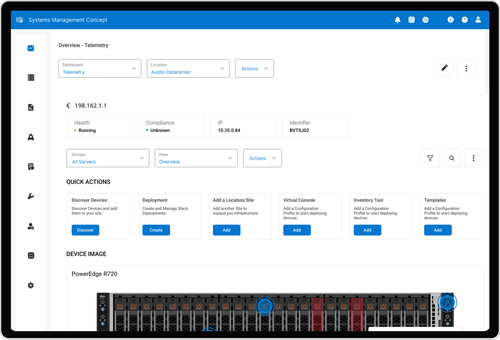 Systems Management Concept
Overview - Telemetry
Dashboard
Telemetry
Location
Austin Datacenter
Actions
198.162.1.1
Health
Running
Compliance
Unknown
IP
10.35.0.84
Identifier
BVTSJ02
Groups
All Servers
View
Overview
Actions
QUICK ACTIONS
Discover Devices
Discover Devices and add
them to your site
Discover
Deployment
Create and Manage Stack
Deployments
Create
Add a Location/Site
Add another Site to
expand you infrastructure
Add
Virtual Console
Add a Configuration
Profile to start deploying
devices
Add
Inventory Tool
Add a Configuration
Profile to start deploying
devices
Add
Templates
Add a Configuration
Profile to start deploying
devices
Add
DEVICE IMAGE
PowerEdge R720